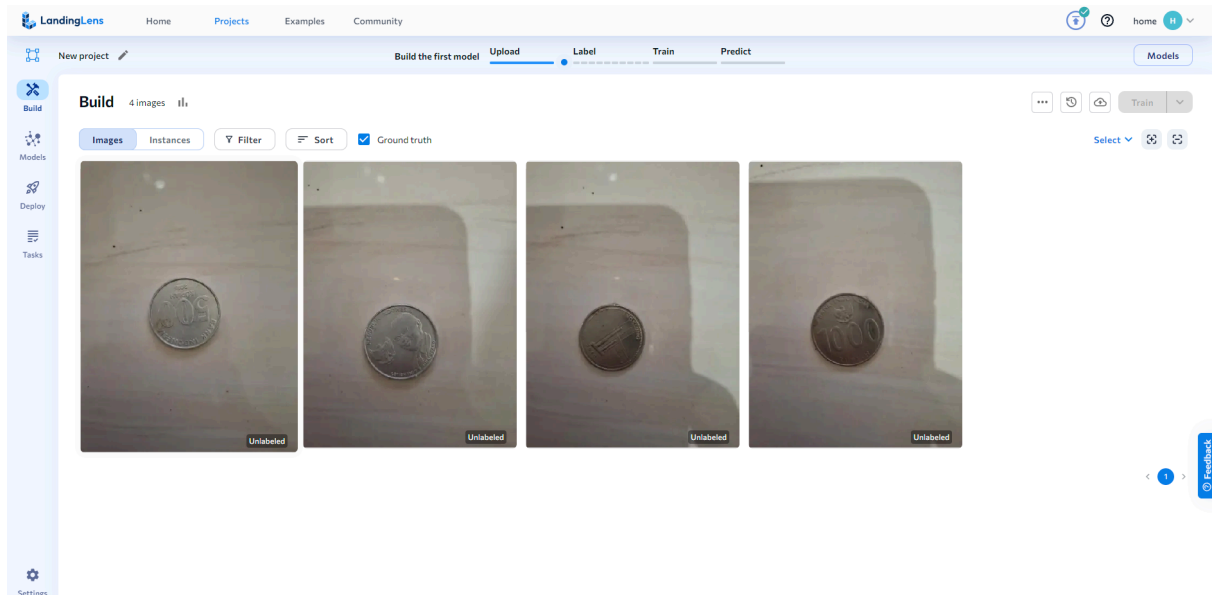 LandingLens
Home
Projects
Examples
Community
home
H
New project
Build the first model
Upload
Label
Train
Predict
Models
Build
Models
Deploy
Tasks
Settings
Build
4 images
Train
Images
Instances
Filter
Sort
Ground truth
Select
500
1000
Unlabeled
Unlabeled
Unlabeled
Unlabeled
1
Feedback